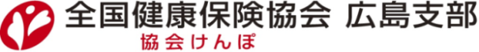 全国健康保険協会 広島支部
協会けんぽ